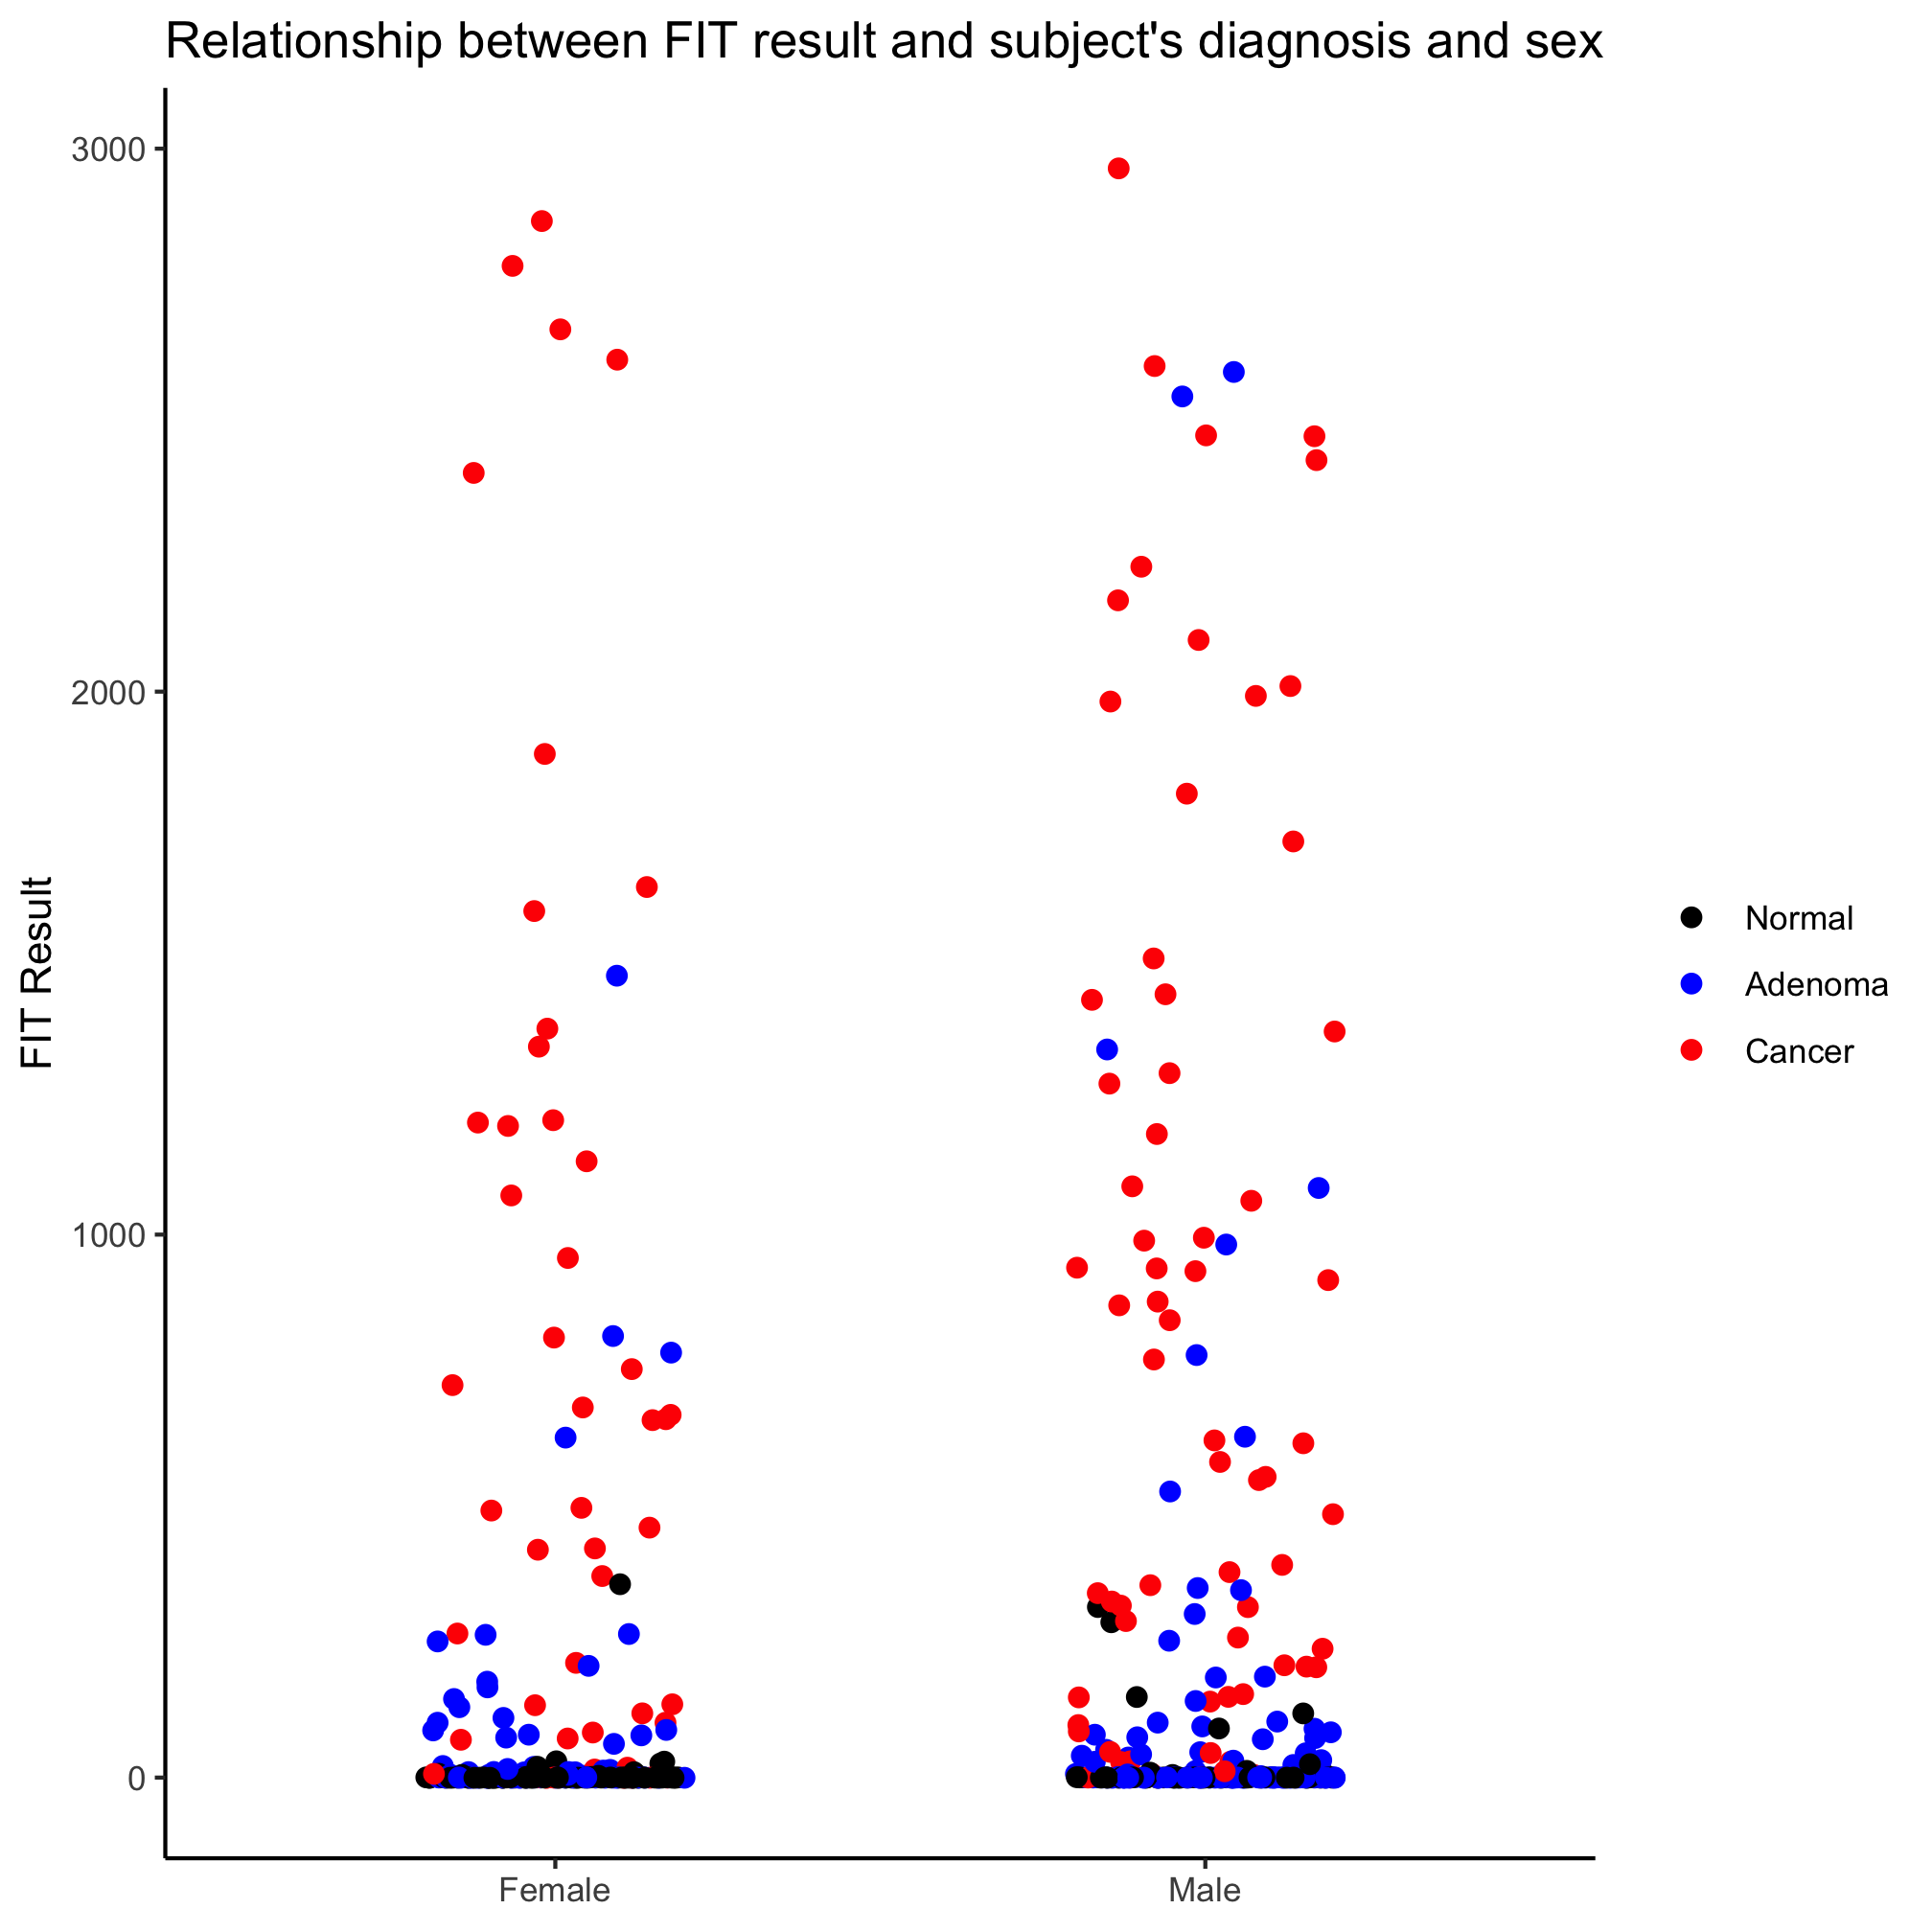 Relationship between FIT result and subject's diagnosis and sex
3000
2000
1000
0
FIT Result
Female
Male
Normal
Adenoma
Cancer